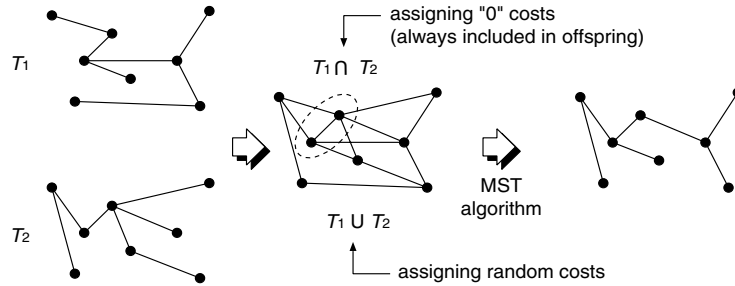 assigning "0" costs
(always included in offspring)
T1
T1 ∩ T2
MST
algorithm
T2
T1 ∪ T2
assigning random costs